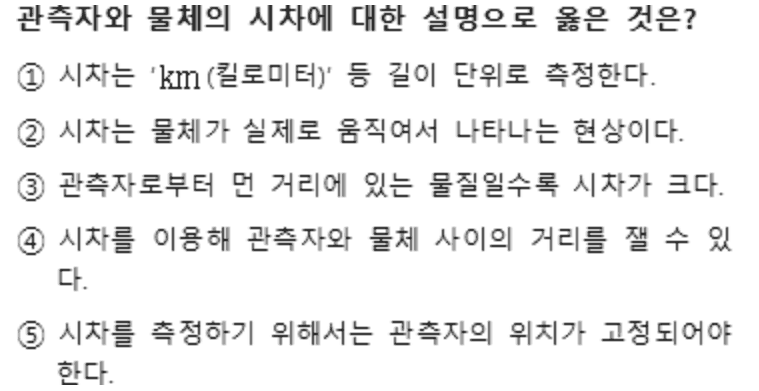 관측자와 물체의 시차에 대한 설명으로 옳은 것은?
① 시차는 'km(킬로미터)' 등 길이 단위로 측정한다.
② 시차는 물체가 실제로 움직여서 나타나는 현상이다.
③ 관측자로부터 먼 거리에 있는 물질일수록 시차가 크다.
④ 시차를 이용해 관측자와 물체 사이의 거리를 잴 수 있
다.
⑤ 시차를 측정하기 위해서는 관측자의 위치가 고정되어야
한다.